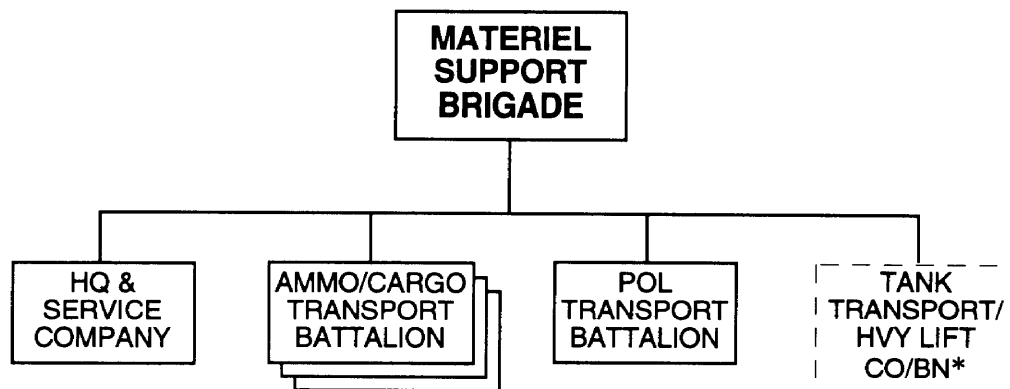 MATERIEL
SUPPORT
BRIGADE
HQ &
SERVICE
COMPANY
AMMO/CARGO
TRANSPORT
BATTALION
POL
TRANSPORT
BATTALION
TANK
TRANSPORT/
HVY LIFT
CO/BN*